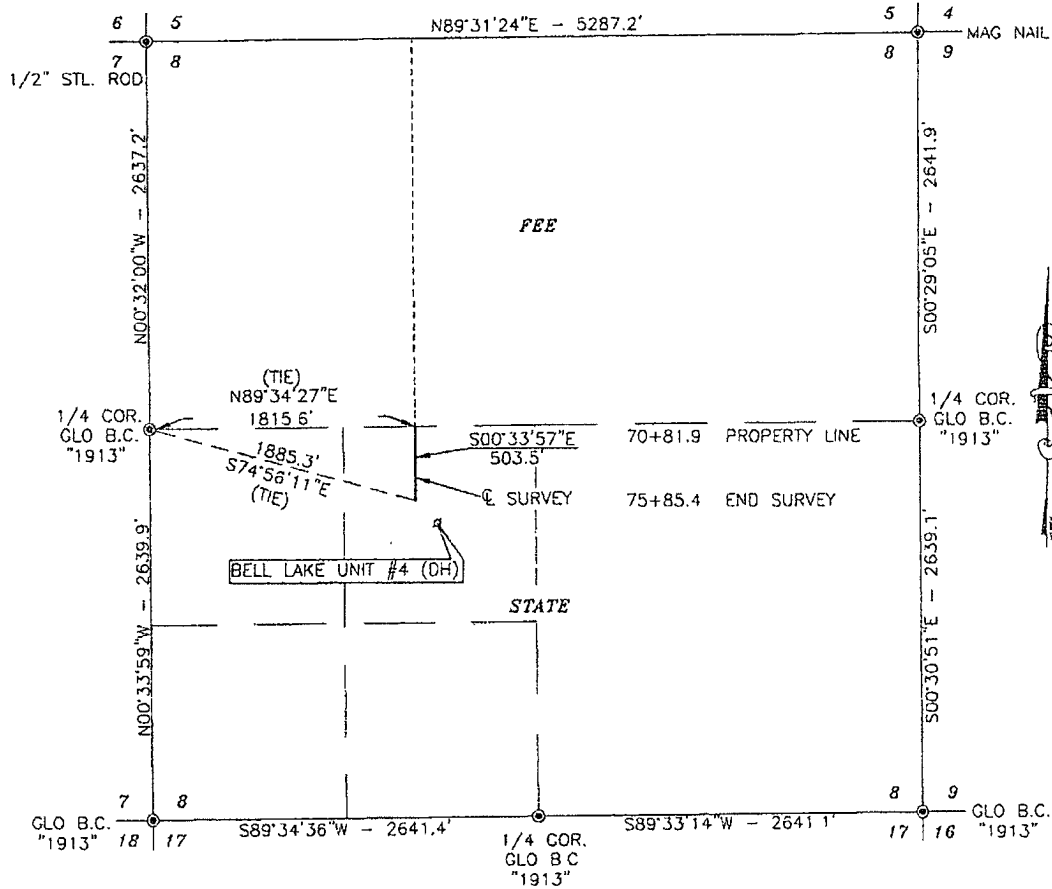 6 5
N89°31'24"E - 5287.2'
5 4
MAG NAIL
7 8
8 9
1/2" STL. ROD
N00°32'00"W - 2637.2'
S00°29'05"E - 2641.9'
FEE
(TIE)
N89°34'27"E
1815.6'
1/4 COR.
GLO B.C.
"1913"
1/4 COR.
GLO B.C.
"1913"
S00°33'57"E
503.5'
70+81.9 PROPERTY LINE
1885.3'
S74°56'11"E
(TIE)
℄ SURVEY
75+85.4 END SURVEY
BELL LAKE UNIT #4 (DH)
STATE
N00°33'59"W - 2639.9'
S00°30'51"E - 2639.1'
7 8
8 9
GLO B.C.
"1913"
18 17
S89°34'36"W - 2641.4'
1/4 COR.
GLO B C
"1913"
S89°33'14"W - 2641 1'
17 16
GLO B.C.
"1913"